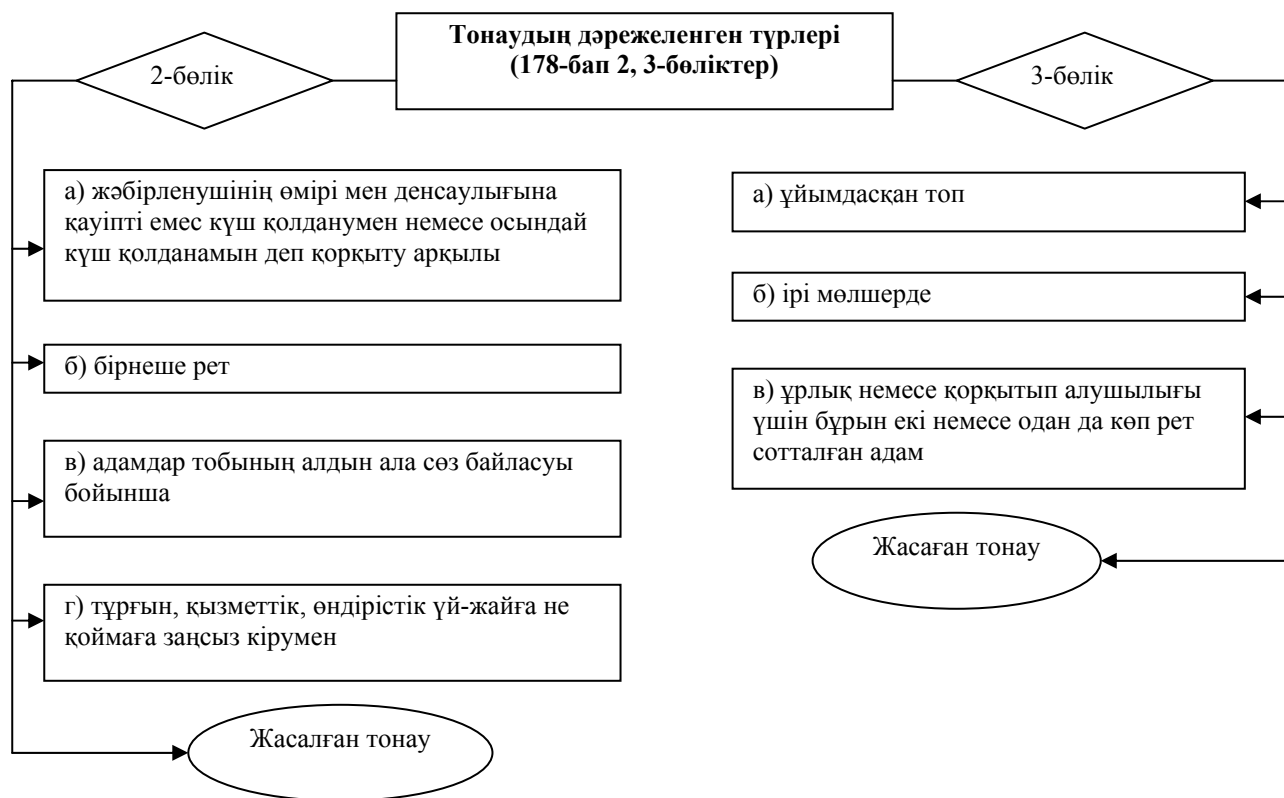 Тонаудың дәрежеленген түрлері
(178-бап 2, 3-бөліктер)
2-бөлік
3-бөлік
а) жәбірленушінің өмірі мен денсаулығына
қауіпті емес күш қолданумен немесе осындай
күш қолданамын деп қорқыту арқылы
б) бірнеше рет
в) адамдар тобының алдын ала сөз байласуы
бойынша
г) тұрғын, қызметтік, өндірістік үй-жайға не
қоймаға заңсыз кірумен
Жасалған тонау
а) ұйымдасқан топ
б) ірі мөлшерде
в) ұрлық немесе қорқытып алушылығы
үшін бұрын екі немесе одан да көп рет
сотталған адам
Жасаған тонау